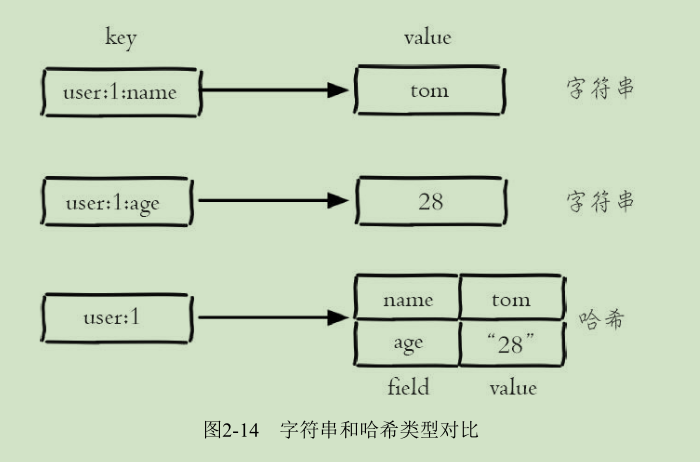 key value
user:1:name tom 字符串
user:1:age 28 字符串
user:1 name tom 哈希
age “28”
field value
图2-14 字符串和哈希类型对比